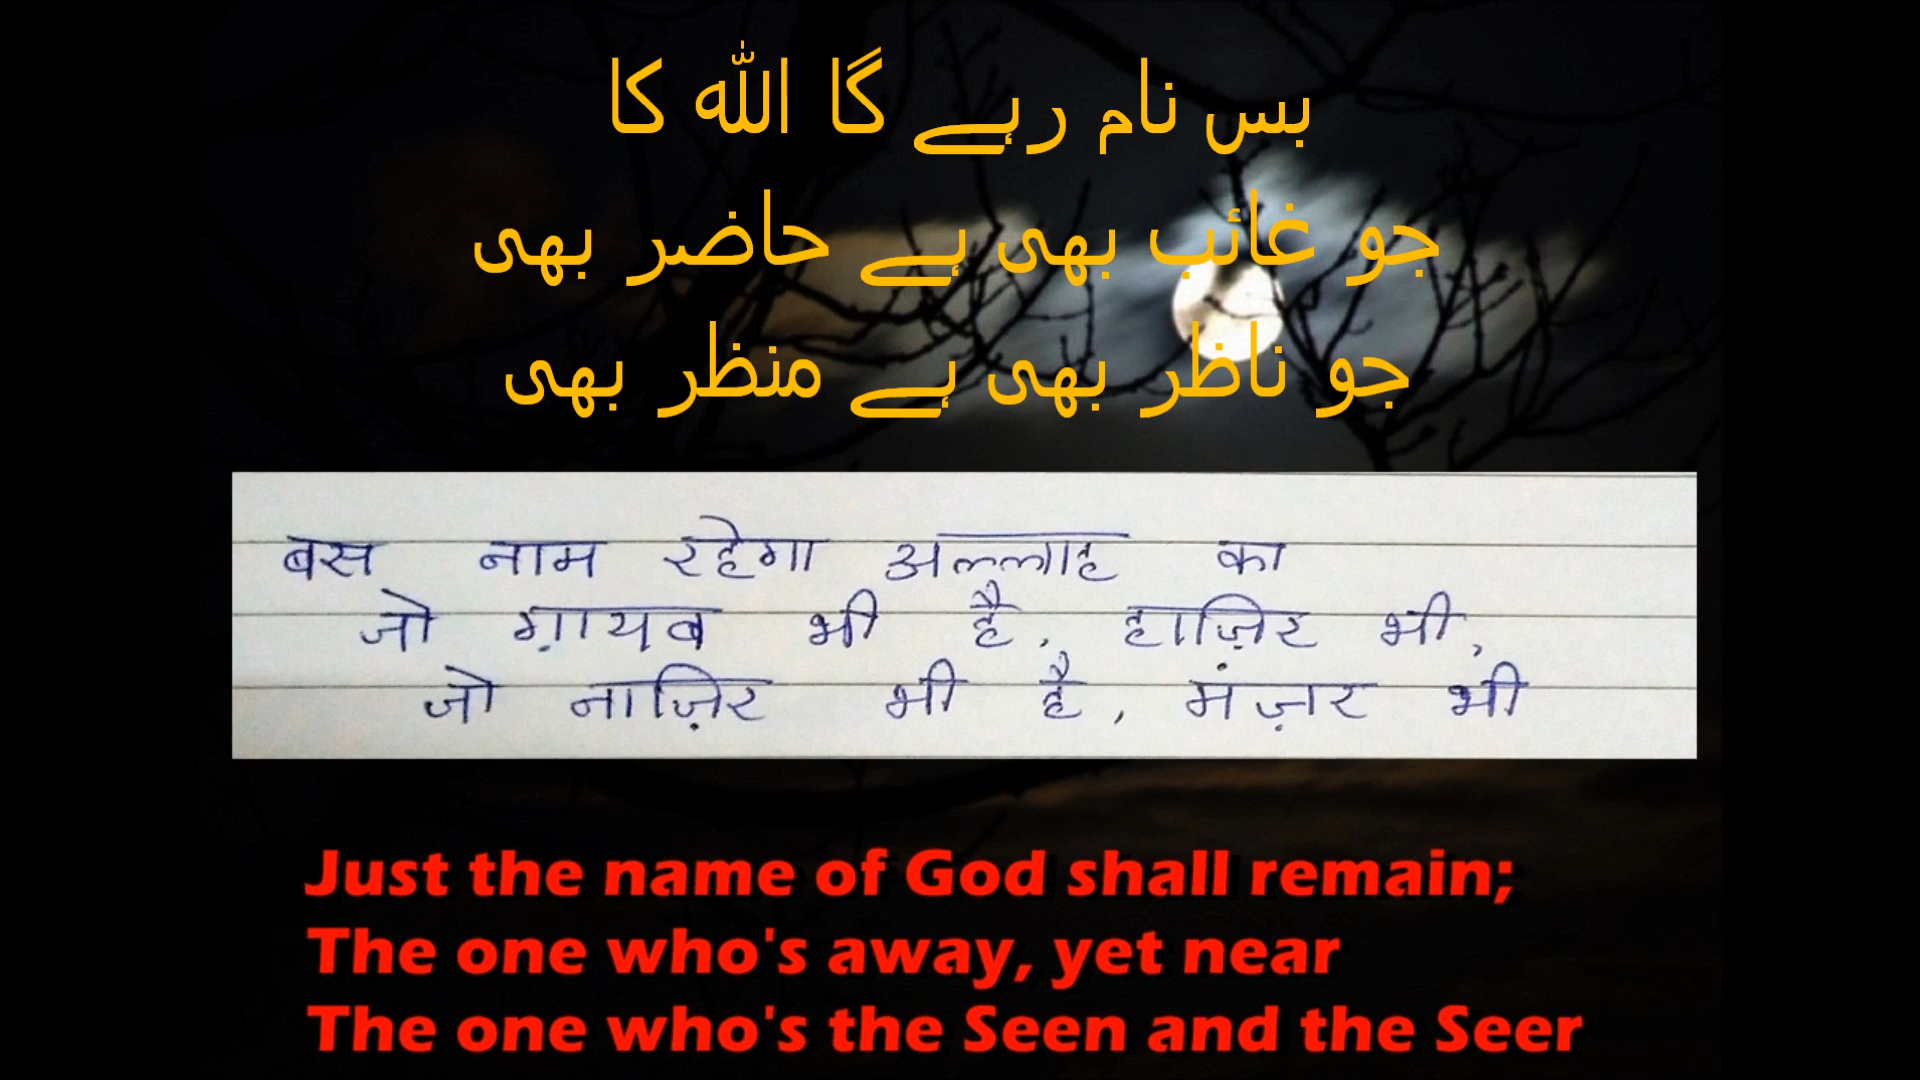 بس نام رہے گا اللہ کا
جو غائب بھی ہے حاضر بھی
جو ناظر بھی ہے منظر بھی
बस नाम रहेगा अल्लाह का
जो ग़ायब भी है, हाज़िर भी,
जो नाज़िर भी है, मंज़र भी
Just the name of God shall remain;
The one who's away, yet near
The one who's the Seen and the Seer